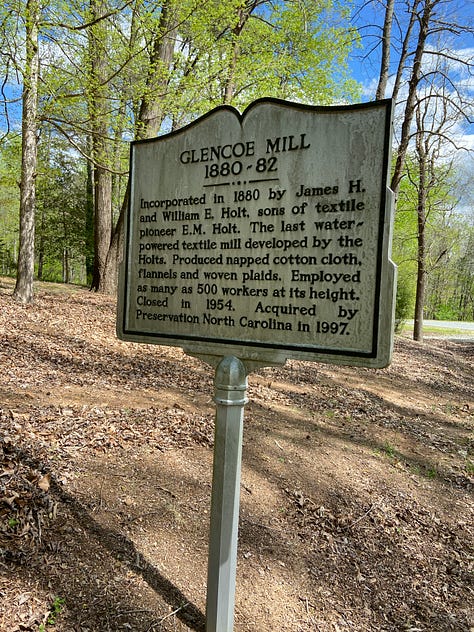 GLENCOE MILL
1880-82
Incorporated in 1880 by James H.
and William E. Holt, sons of textile
pioneer E.M. Holt. The last water-
powered textile mill developed by the
Holts. Produced napped cotton cloth,
flannels and woven plaids. Employed
as many as 500 workers at its height.
Closed in 1954. Acquired by
Preservation North Carolina in 1997.